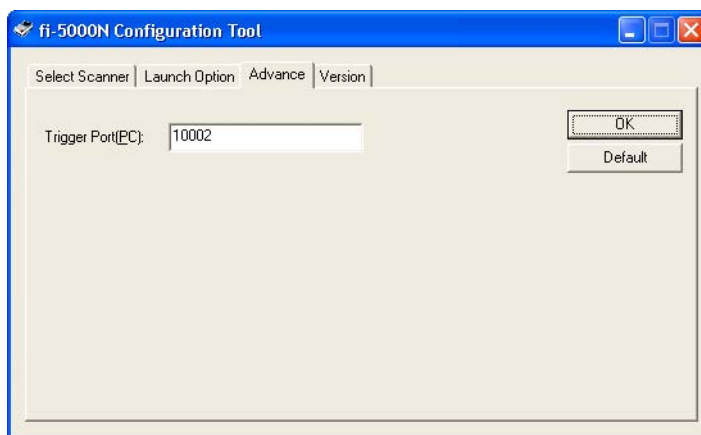 fi-5000N Configuration Tool
Select Scanner Launch Option Advance Version
Trigger Port(PC): 10002
OK
Default